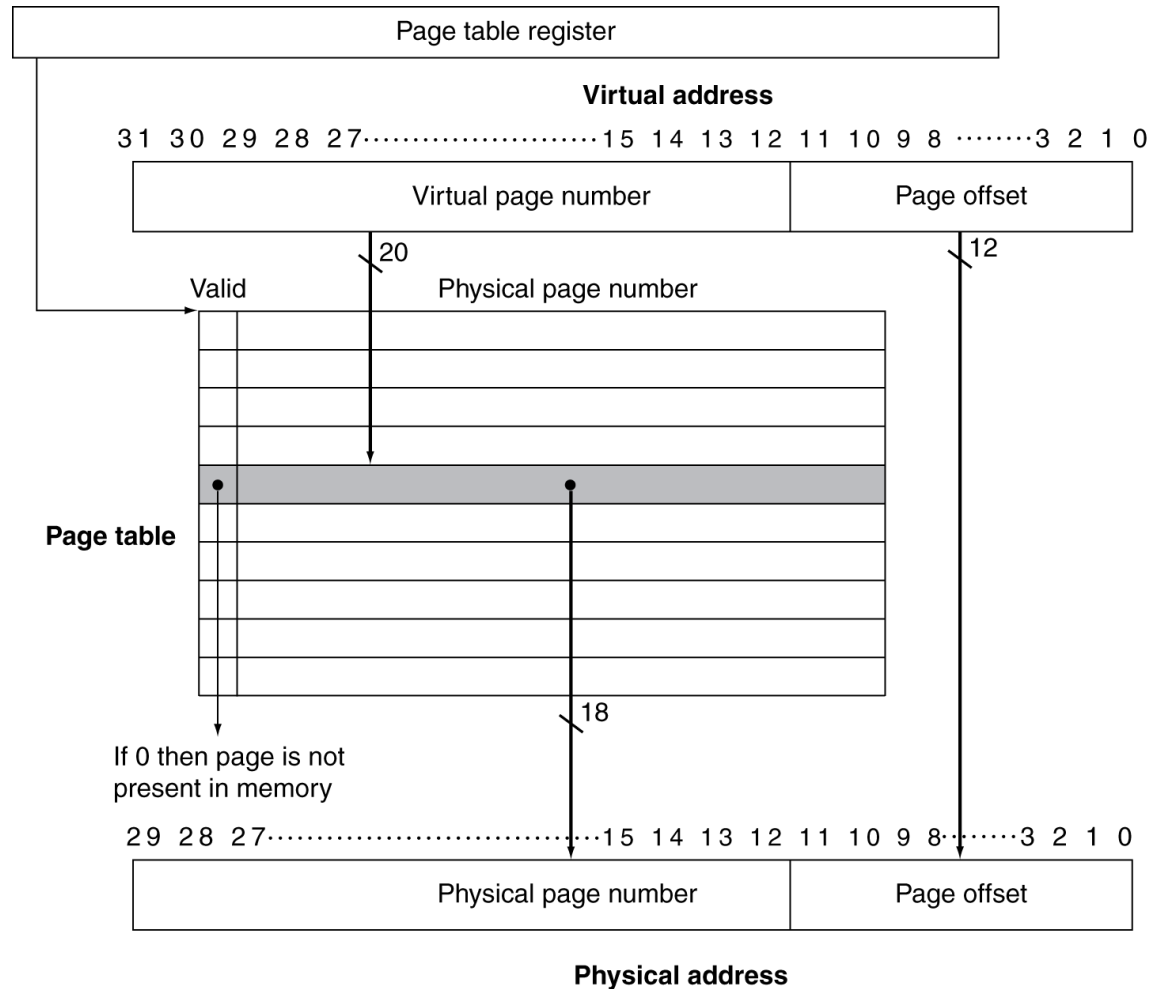 Page table register
Virtual address
31 30 29 28 27·······················15 14 13 12 11 10 9 8 ········3 2 1 0
Virtual page number Page offset
20 12
Valid Physical page number
Page table
18
If 0 then page is not
present in memory
29 28 27··································15 14 13 12 11 10 9 8········3 2 1 0
Physical page number Page offset
Physical address